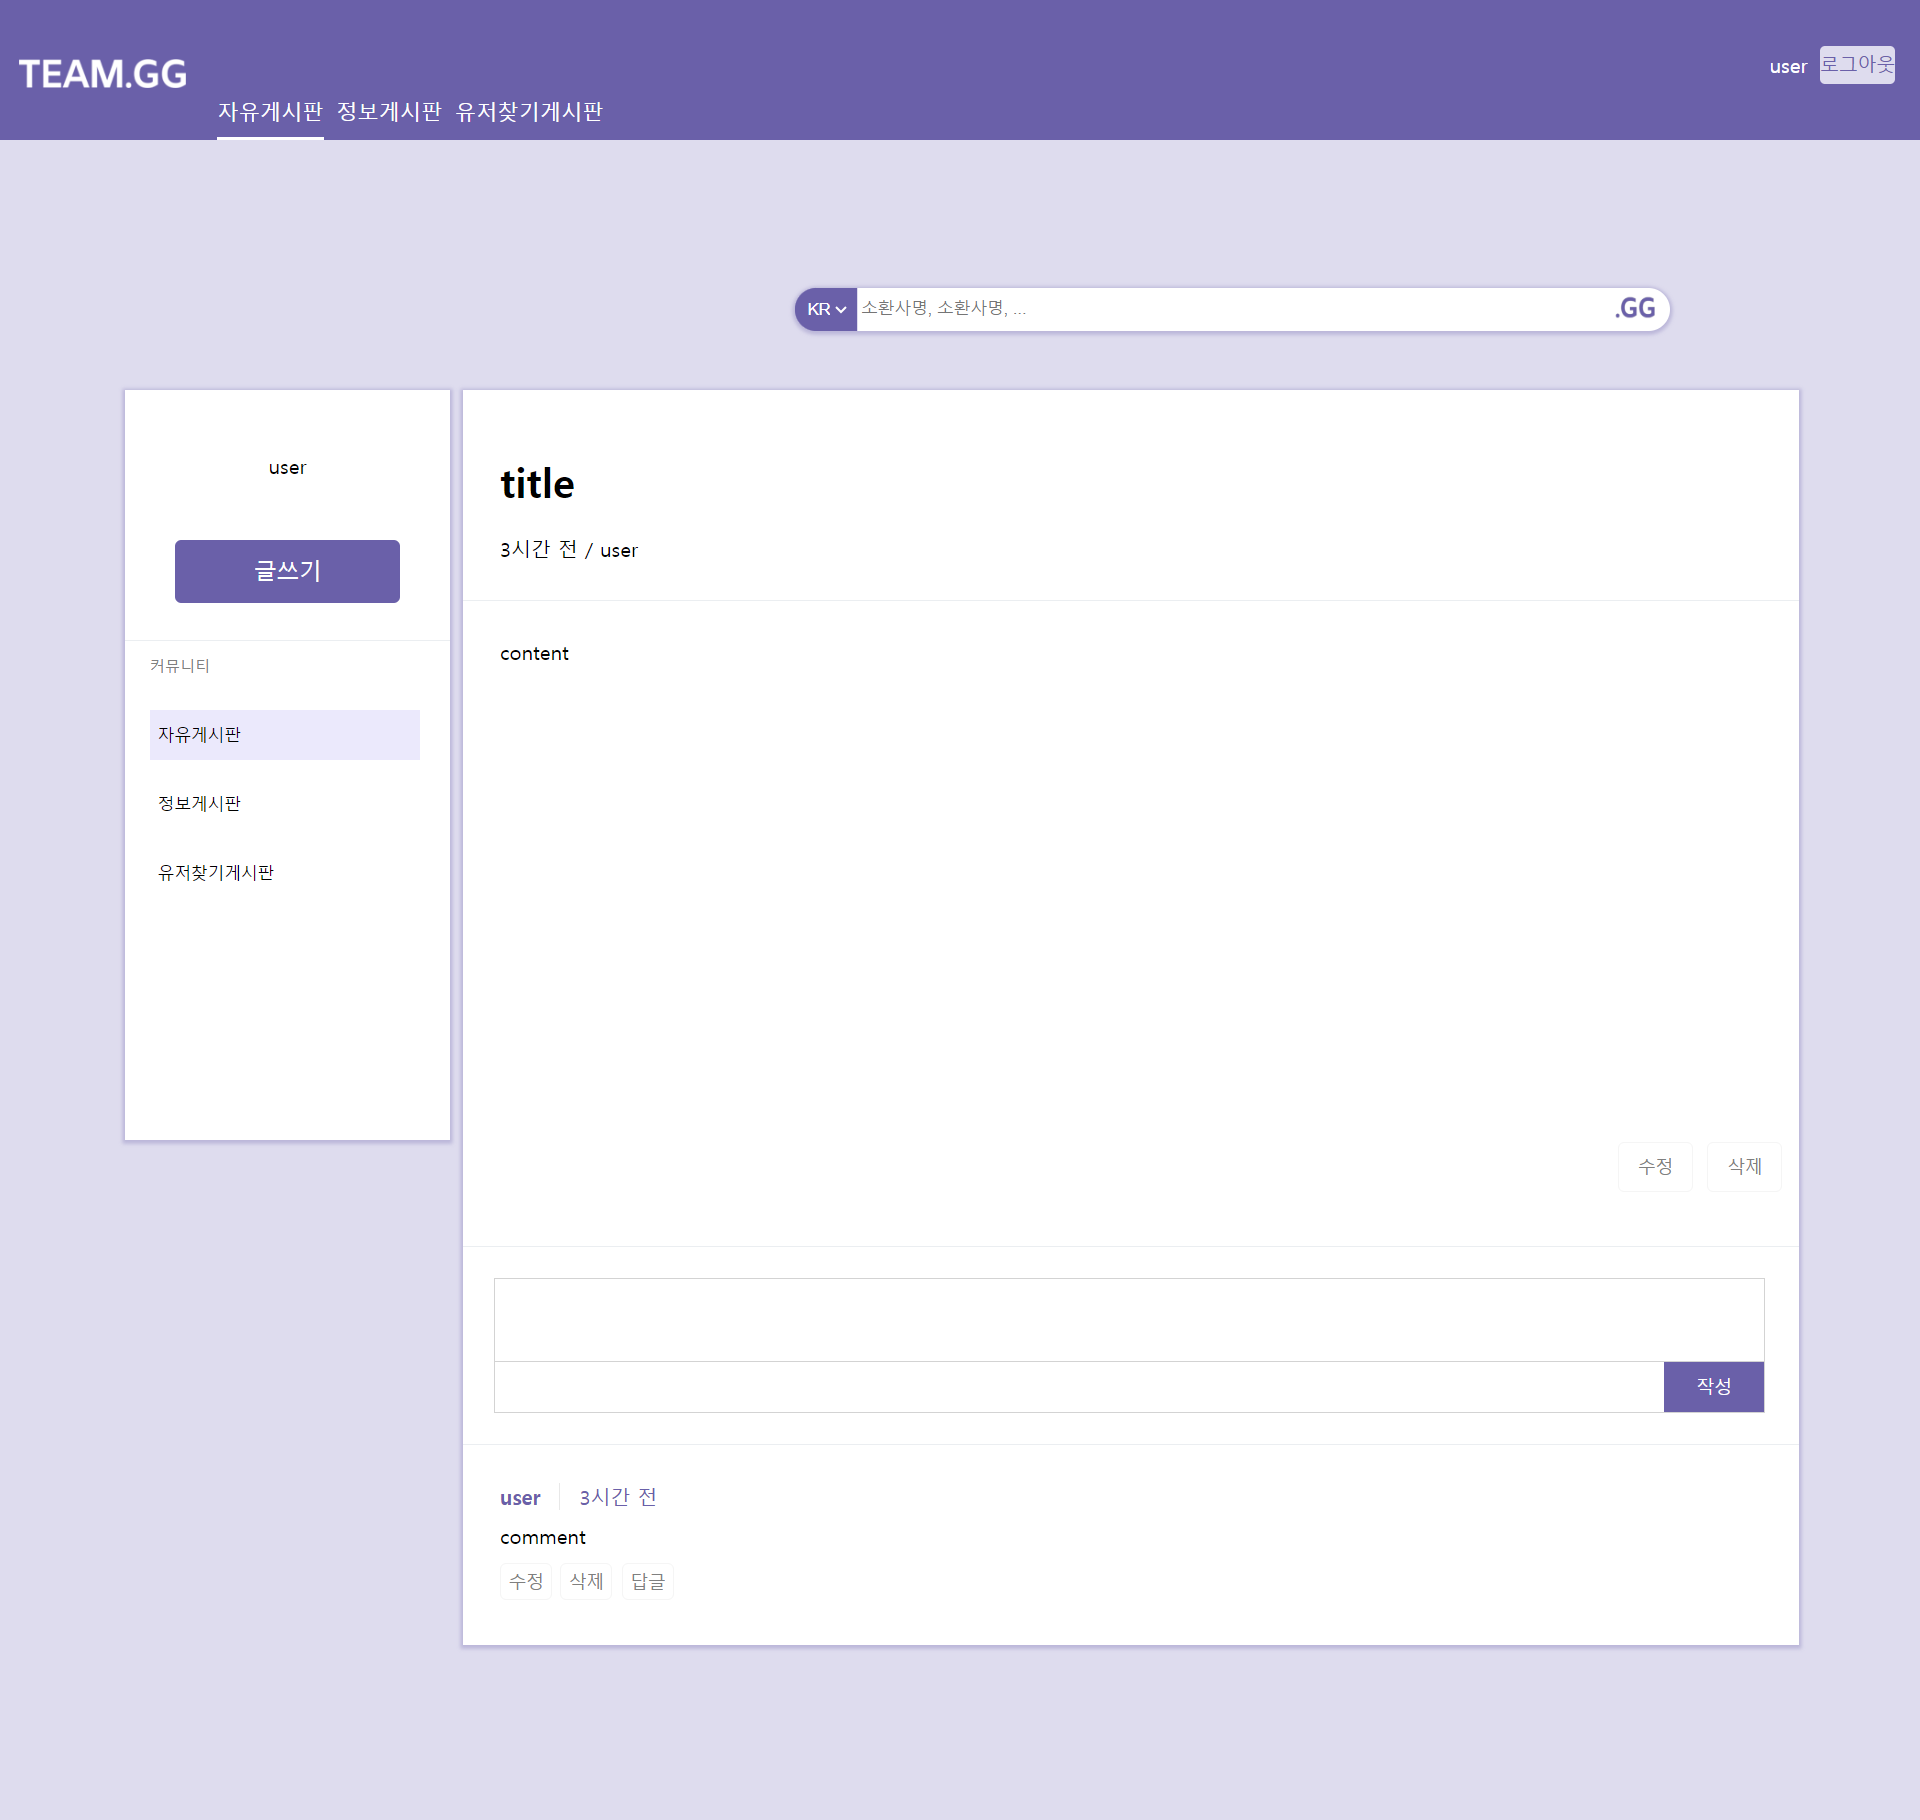 TEAM.GG
자유게시판 정보게시판 유저찾기게시판
user 로그아웃
KR 소환사명, 소환사명, ... .GG
user
글쓰기
커뮤니티
자유게시판
정보게시판
유저찾기게시판
title
3시간 전 / user
content
수정 삭제
작성
user 3시간 전
comment
수정 삭제 답글